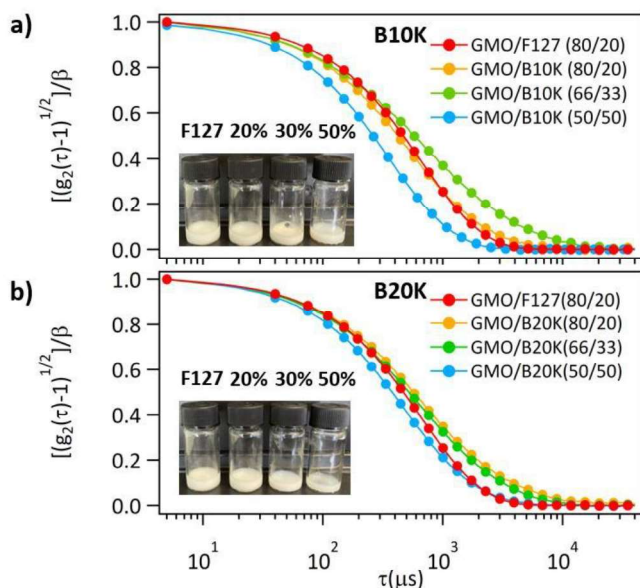 a)
B10K
GMO/F127 (80/20)
GMO/B10K (80/20)
GMO/B10K (66/33)
GMO/B10K (50/50)
F127 20% 30% 50%
[(g₂(τ)-1)^1/2]/β
1.0
0.8
0.6
0.4
0.2
0.0
b)
B20K
GMO/F127(80/20)
GMO/B20K(80/20)
GMO/B20K(66/33)
GMO/B20K(50/50)
F127 20% 30% 50%
[(g₂(τ)-1)^1/2]/β
1.0
0.8
0.6
0.4
0.2
0.0
10¹ 10² 10³ 10⁴
τ(μs)